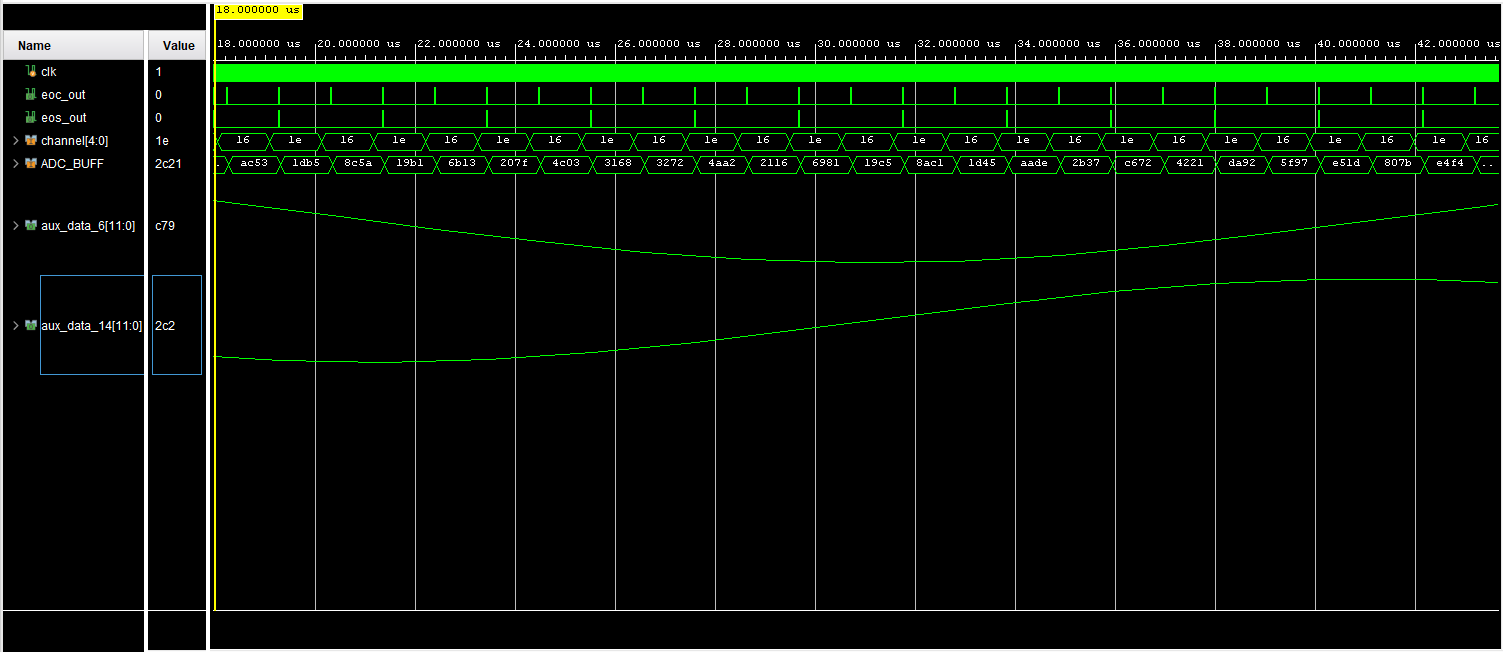 18.000000 us
Name Value
18.000000 us 20.000000 us 22.000000 us 24.000000 us 26.000000 us 28.000000 us 30.000000 us 32.000000 us 34.000000 us 36.000000 us 38.000000 us 40.000000 us 42.000000 us
clk 1
eoc_out 0
eos_out 0
channel[4:0] 1e 16 1e 16 1e 16 1e 16 1e 16 1e 16 1e 16 1e 16 1e 16 1e 16 1e 16 1e 16 1e 16
ADC_BUFF 2c21 . ac53 1db5 8c5a 19b1 6b13 207f 4c03 3168 3272 4aa2 2116 6981 19c5 8ac1 1d45 aade 2b37 c672 4221 da92 5f97 e51d 807b e4f4 ..
aux_data_6[11:0] c79
aux_data_14[11:0] 2c2